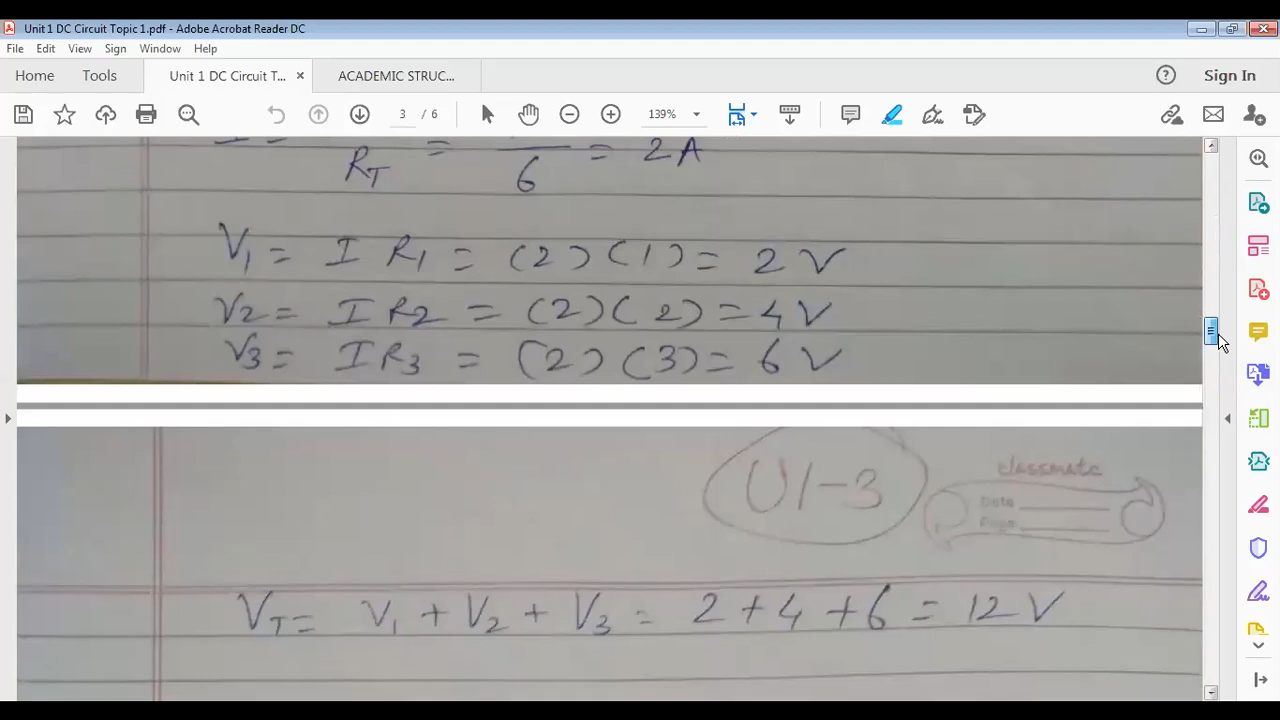 Unit 1 DC Circuit Topic 1.pdf - Adobe Acrobat Reader DC
File Edit View Sign Window Help
Home Tools Unit 1 DC Circuit T... × ACADEMIC STRUC... Sign In
3 / 6 139%
R_T = 6 = 2 A
V1 = I R1 = (2) (1) = 2 V
V2 = I R2 = (2) (2) = 4 V
V3 = I R3 = (2) (3) = 6 V
U1-3
classmate
Date
Page
V_T = V1 + V2 + V3 = 2 + 4 + 6 = 12 V